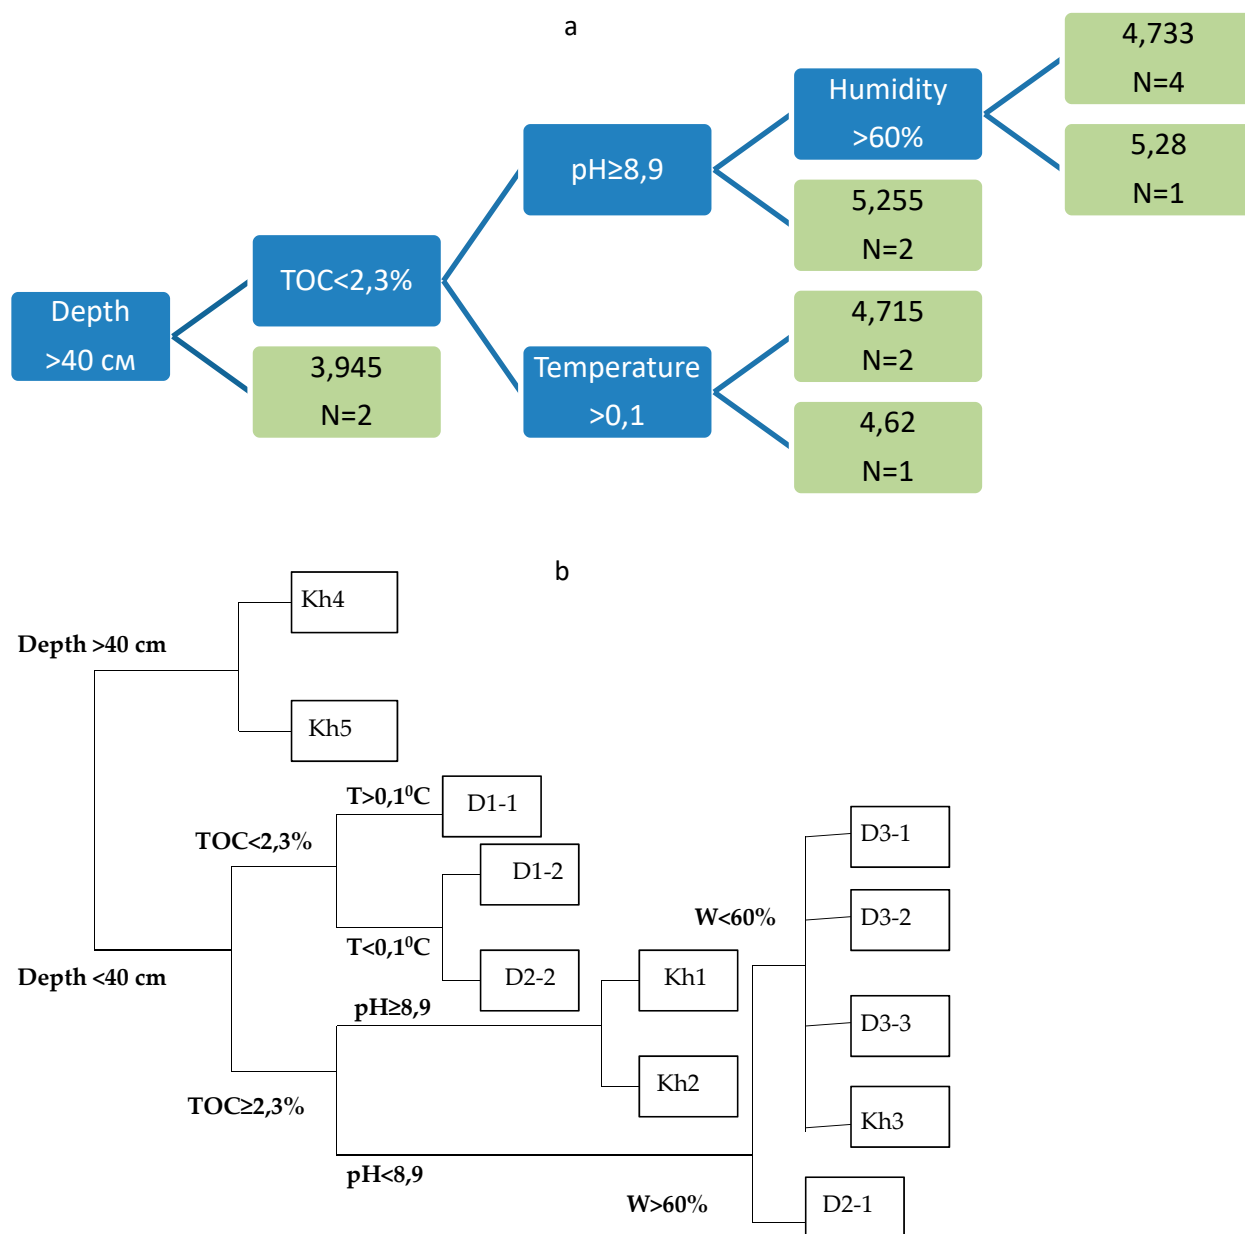 a
4,733
N=4
Humidity
>60%
5,28
N=1
pH≥8,9
5,255
N=2
TOC<2,3%
Depth
>40 см
3,945
N=2
4,715
N=2
Temperature
>0,1
4,62
N=1
b
Kh4
Depth >40 cm
Kh5
T>0,1⁰C
D1-1
TOC<2,3%
D1-2
D3-1
W<60%
D3-2
T<0,1⁰C
Depth <40 cm
D2-2
Kh1
pH≥8,9
D3-3
Kh2
TOC≥2,3%
Kh3
pH<8,9
W>60%
D2-1